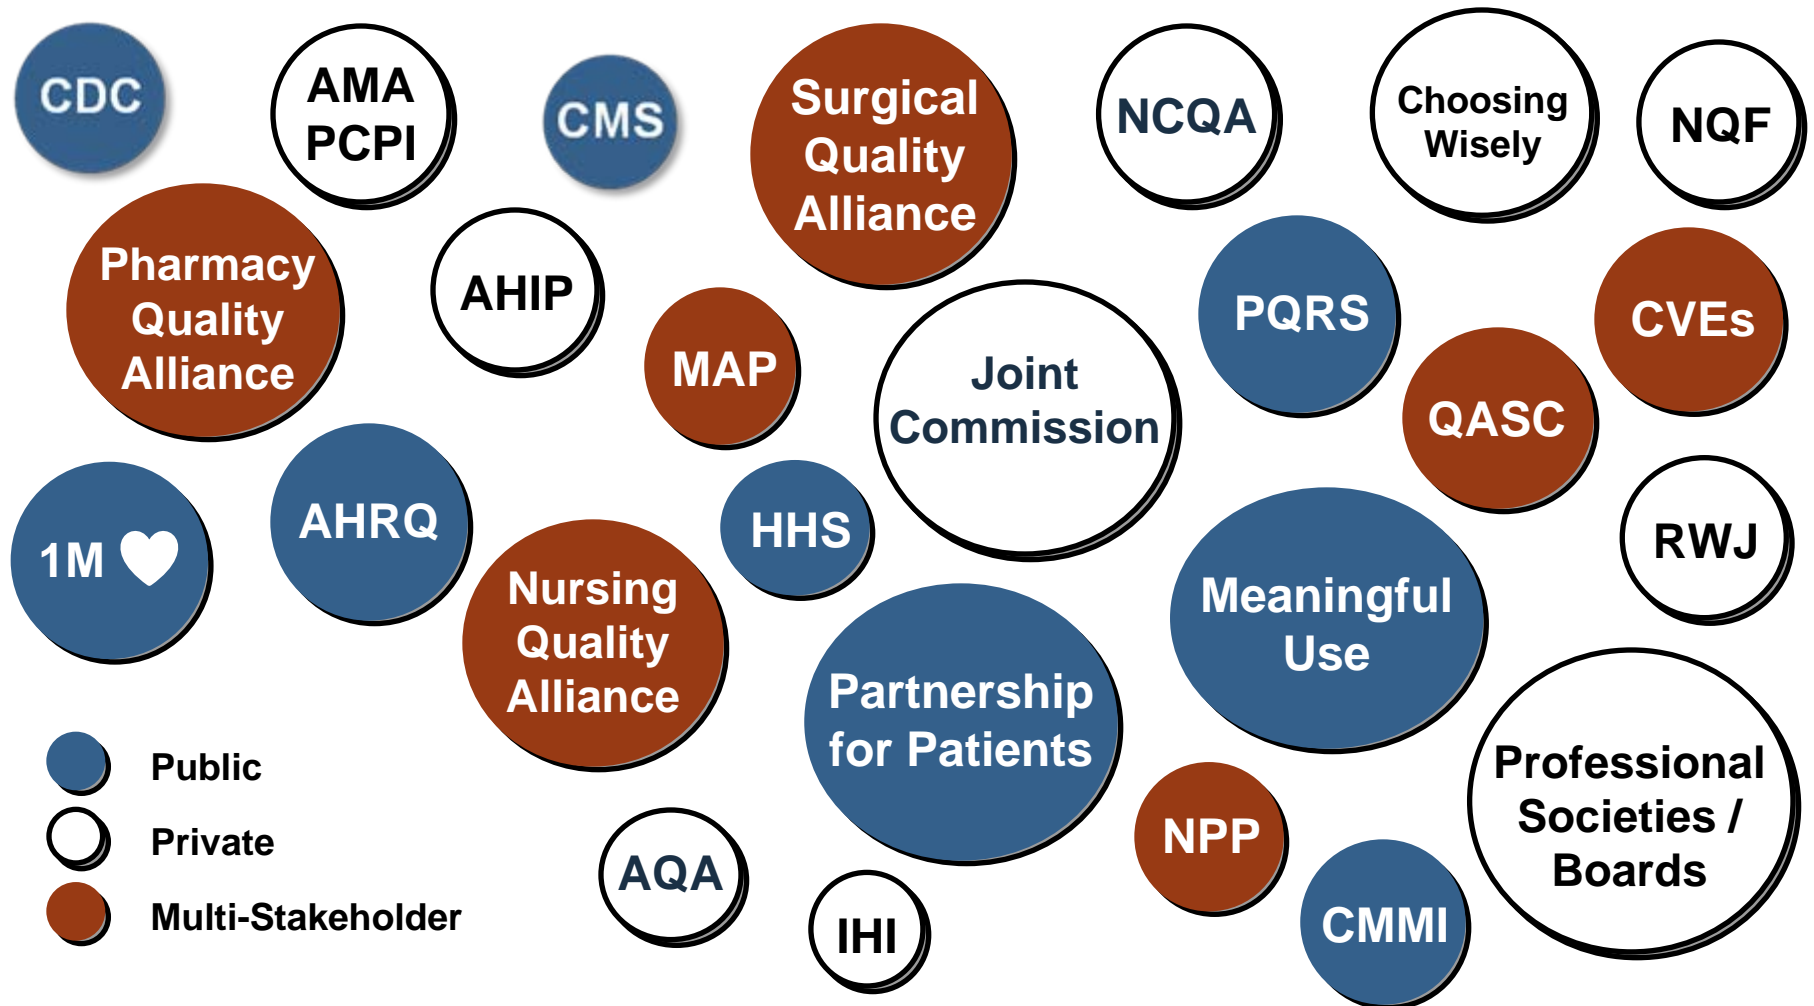 CDC
AMA
PCPI
CMS
Surgical
Quality
Alliance
NCQA
Choosing
Wisely
NQF
Pharmacy
Quality
Alliance
AHIP
MAP
Joint
Commission
PQRS
CVEs
QASC
1M
AHRQ
HHS
RWJ
Nursing
Quality
Alliance
Meaningful
Use
Partnership
for Patients
Professional
Societies /
Boards
NPP
AQA
IHI
CMMI
Public
Private
Multi-Stakeholder